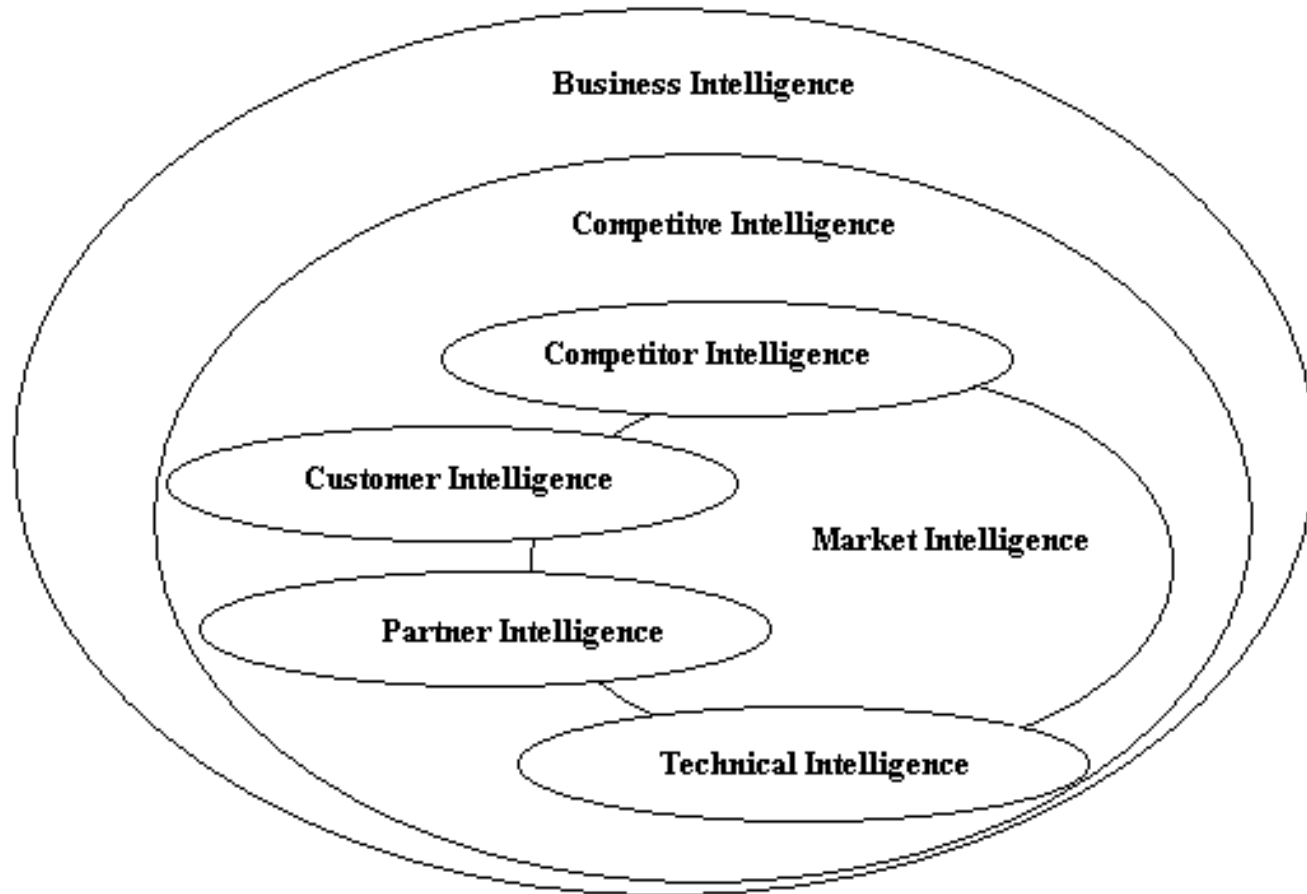 Business Intelligence
Competitve Intelligence
Competitor Intelligence
Customer Intelligence
Market Intelligence
Partner Intelligence
Technical Intelligence